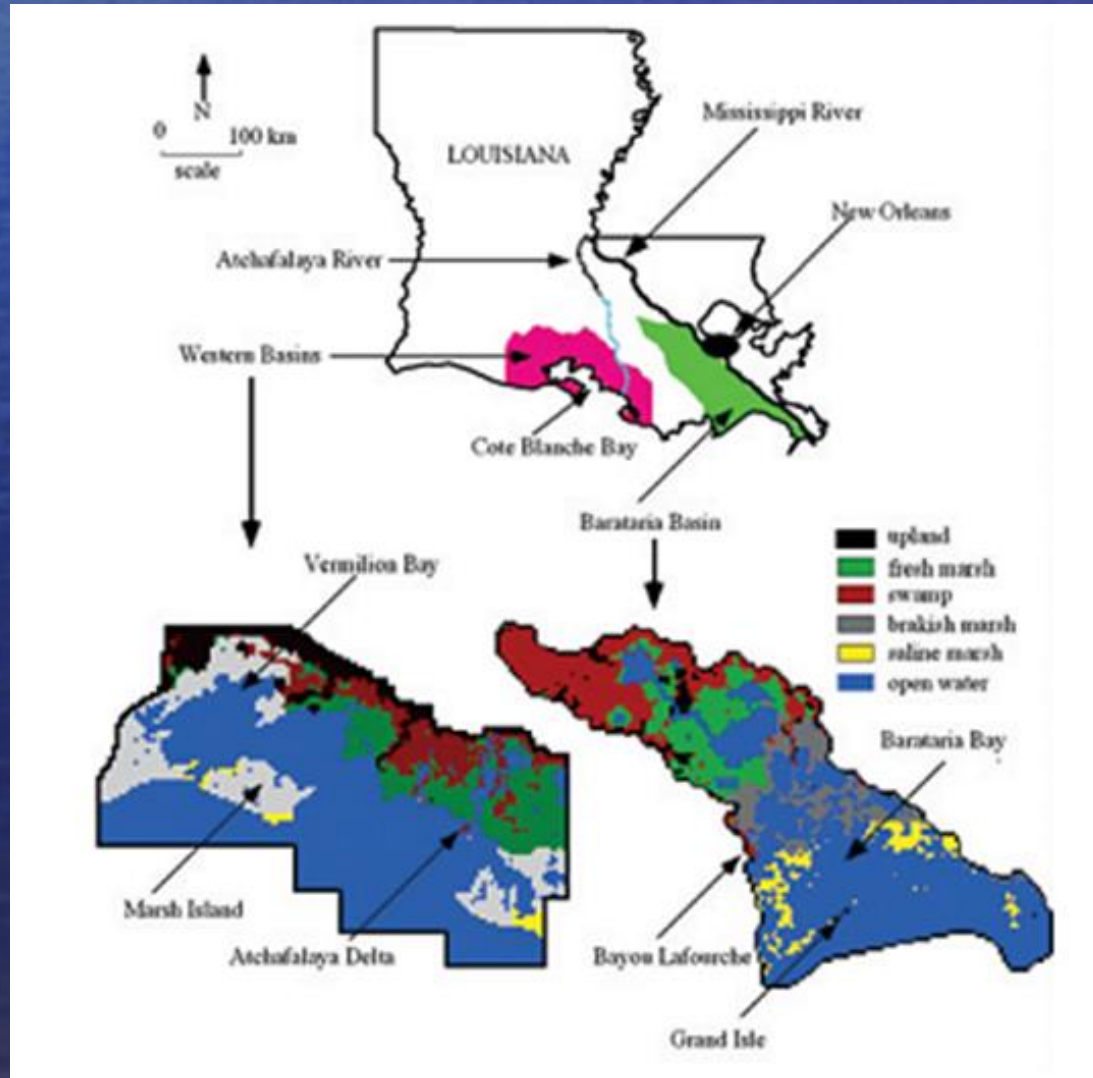 N
0 100 km
scale
LOUISIANA
Mississippi River
New Orleans
Atchafalaya River
Western Basins
Cote Blanche Bay
Barataria Basin
upland
fresh marsh
swamp
brakish marsh
saline marsh
open water
Vermilion Bay
Barataria Bay
Marsh Island
Atchafalaya Delta
Bayou Lafourche
Grand Isle